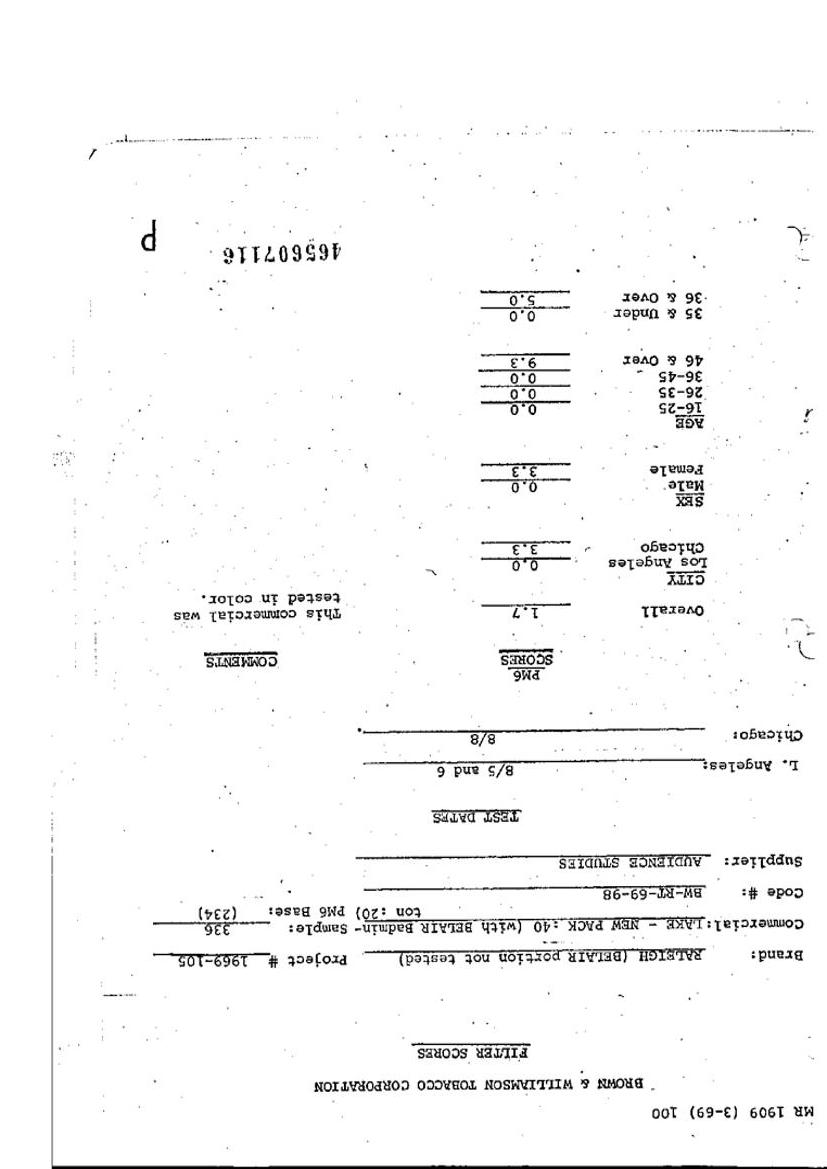 MR 1909 (3-69) 100
BROWN & WILLIAMSON TOBACCO CORPORATION
FILTER SCORES
Brand: RALEIGH (BELAIR portion not tested) Project # 1969-105
Commercial: LAKE - NEW PACK :40 (with BELAIR Badmin- Sample: 336
ton :20) PM6 Base: (234)
Code #: BW-RT-69-98
Supplier: AUDIENCE STUDIES
TEST DATES
L. Angeles: 8/5 and 6
Chicago: 8/8
PM6
SCORES COMMENTS
Overall 1.7 This commercial was
tested in color.
CITY
Los Angeles 0.0
Chicago 3.3
SEX
Male 0.0
Female 3.3
AGE
16-25 0.0
26-35 0.0
36-45 0.0
46 & Over 9.3
35 & Under 0.0
36 & Over 5.0
465607116
P